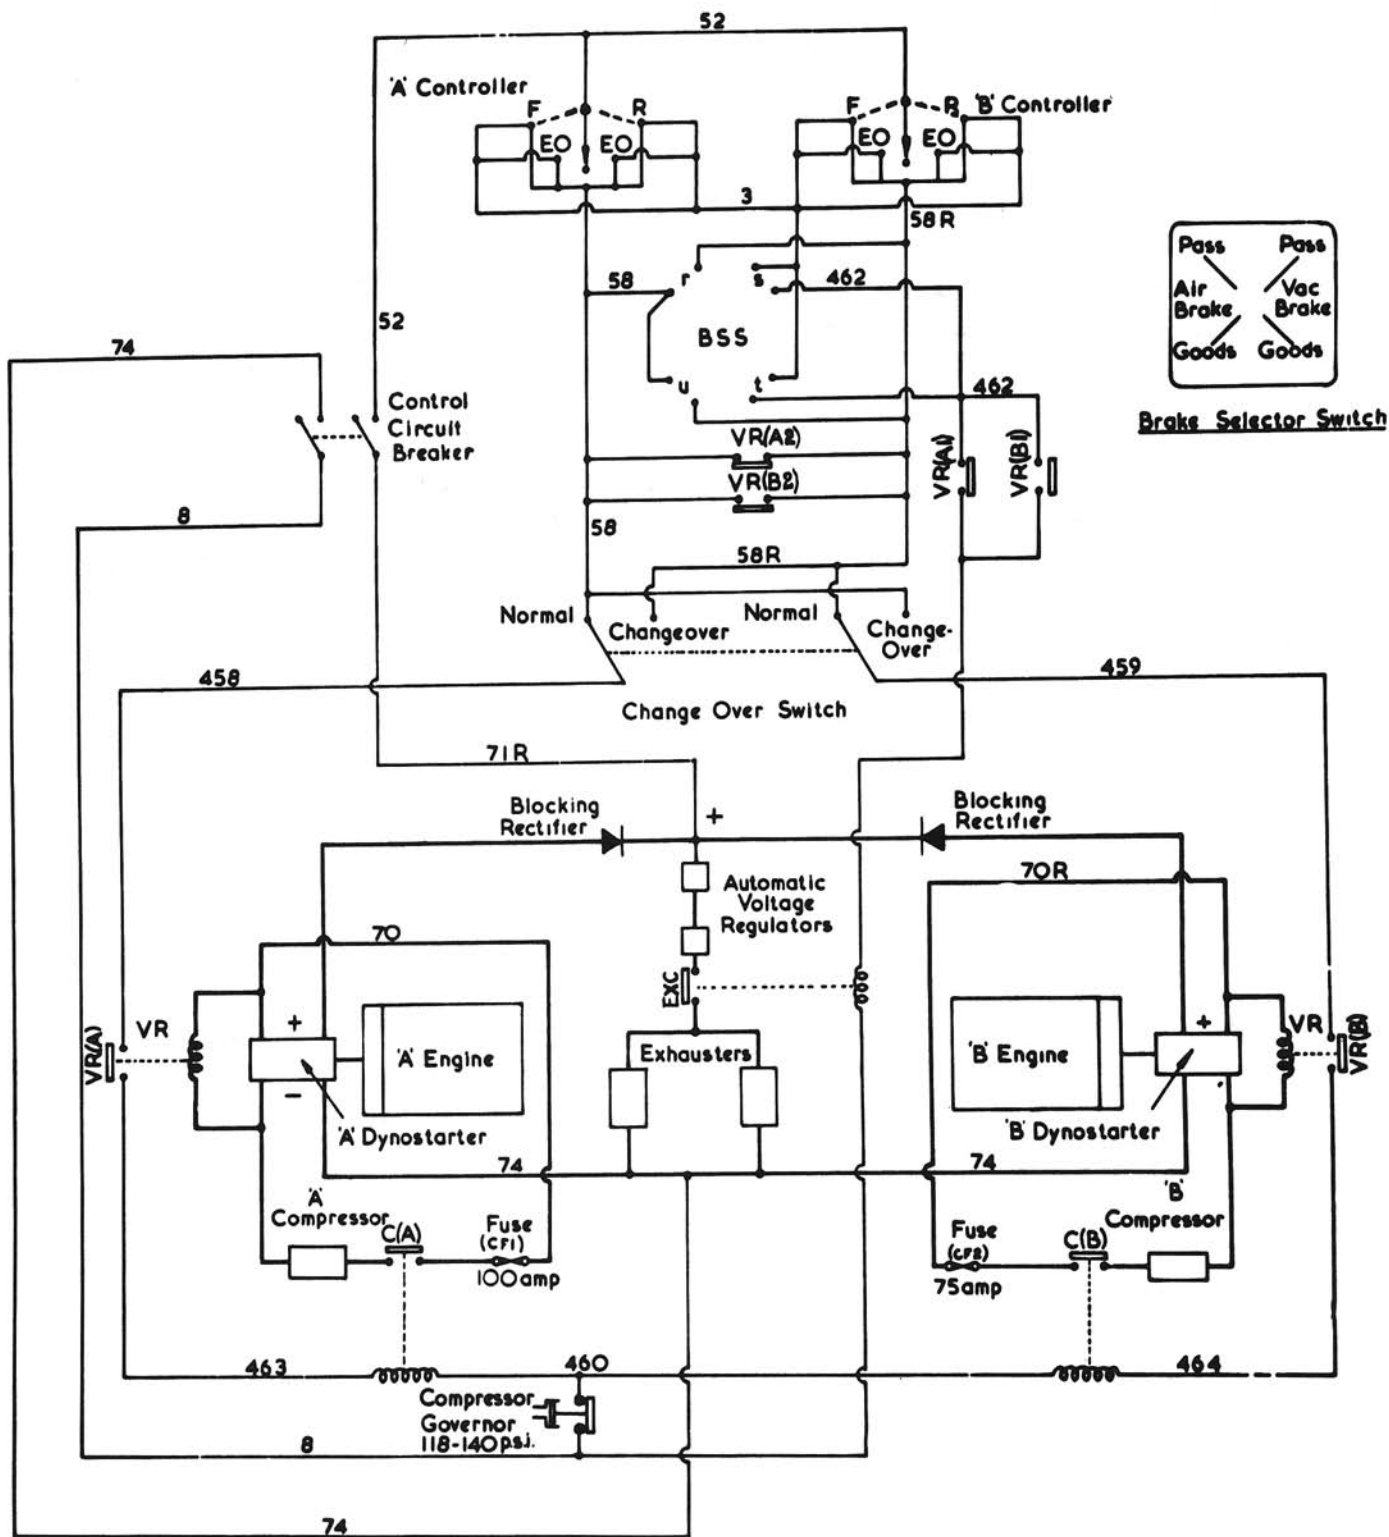 52
'A' Controller
F
R
EO
EO
F
R
'B' Controller
EO
EO
3
58R
Pass
Pass
Air
Brake
Vac
Brake
Goods
Goods
Brake Selector Switch
r
s
58
462
BSS
u
t
462
52
74
Control
Circuit
Breaker
VR(A2)
VR(A1)
VR(B1)
VR(B2)
8
58
58R
Normal
Changeover
Normal
Change-
Over
458
459
Change Over Switch
71R
Blocking
Rectifier
+
Blocking
Rectifier
70R
Automatic
Voltage
Regulators
70
EXC
VR(A)
VR
+
'A' Engine
Exhausters
'B' Engine
+
VR
VR(B)
-
'A' Dynostarter
'B' Dynostarter
74
74
'A'
Compressor
C(A)
Fuse
(CF1)
100amp
Fuse
(CF2)
75amp
C(B)
'B'
Compressor
463
460
464
Compressor
Governor
118-140p.s.i.
8
74